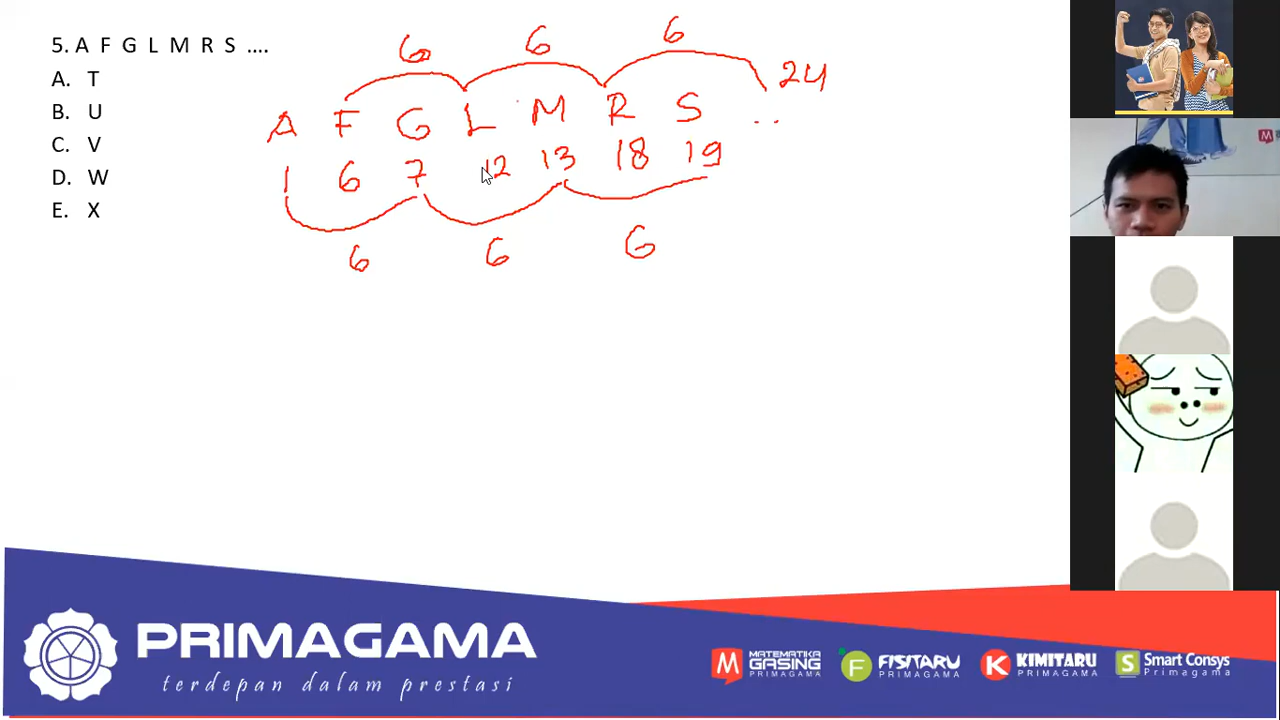 5. A F G L M R S ....
A. T
B. U
C. V
D. W
E. X
6 6 6
24
A F G L M R S ..
1 6 7 12 13 18 19
6 6 6
PRIMAGAMA
terdepan dalam prestasi
M MATEMATIKA GASING PRIMAGAMA
F FISITARU PRIMAGAMA
K KIMITARU PRIMAGAMA
S Smart Consys Primagama